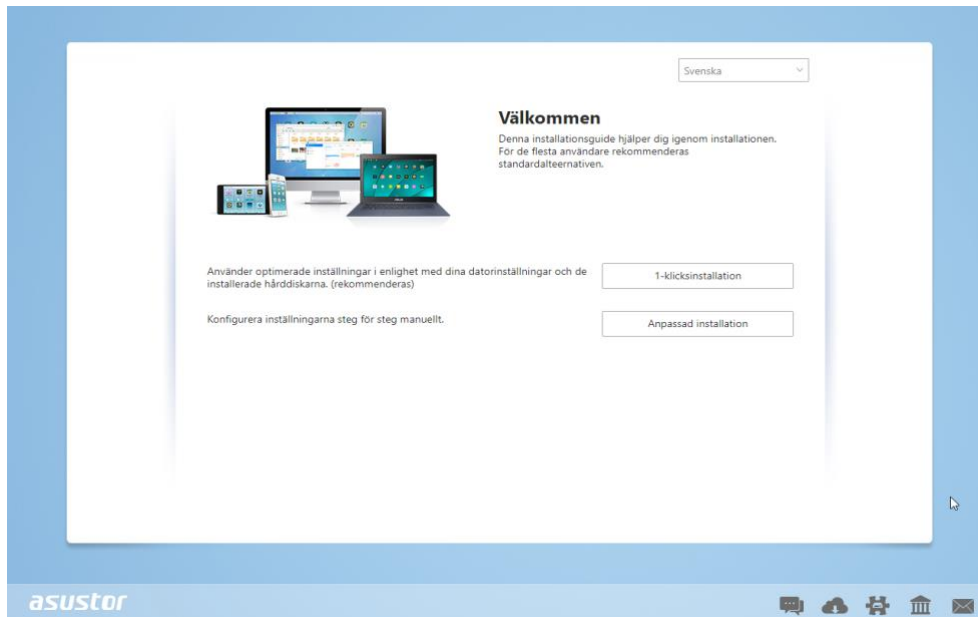 Svenska
Välkommen
Denna installationsguide hjälper dig igenom installationen.
För de flesta användare rekommenderas
standardalteernativen.
Använder optimerade inställningar i enlighet med dina datorinställningar och de
installerade hårddiskarna. (rekommenderas)
1-klicksinstallation
Konfigurera inställningarna steg för steg manuellt.
Anpassad installation
asustor